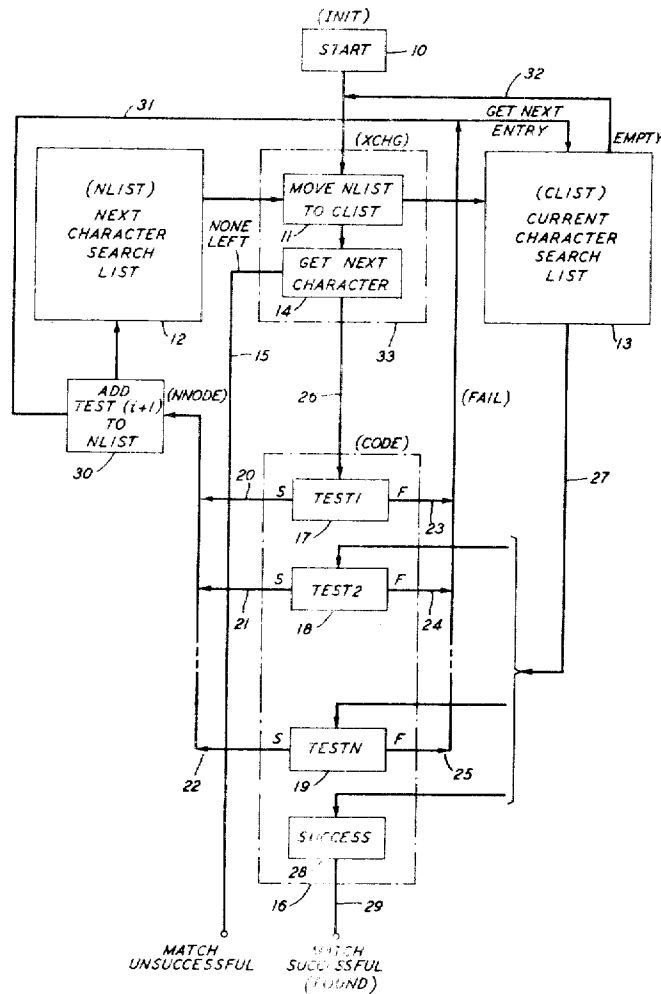 (INIT)
START
10
32
31
GET NEXT
ENTRY
EMPTY
(XCHG)
(NLIST)
NEXT
CHARACTER
SEARCH
LIST
12
MOVE NLIST
TO CLIST
11
(CLIST)
CURRENT
CHARACTER
SEARCH
LIST
13
NONE
LEFT
GET NEXT
CHARACTER
14
33
15
ADD
TEST (i+1)
TO
NLIST
30
(NNODE)
26
(FAIL)
27
(CODE)
20
S
TEST1
F
17
23
S
TEST2
F
21
18
24
S
TESTN
F
22
19
25
SUCCESS
28
16
29
MATCH
UNSUCCESSFUL
MATCH
SUCCESSFUL
(FOUND)